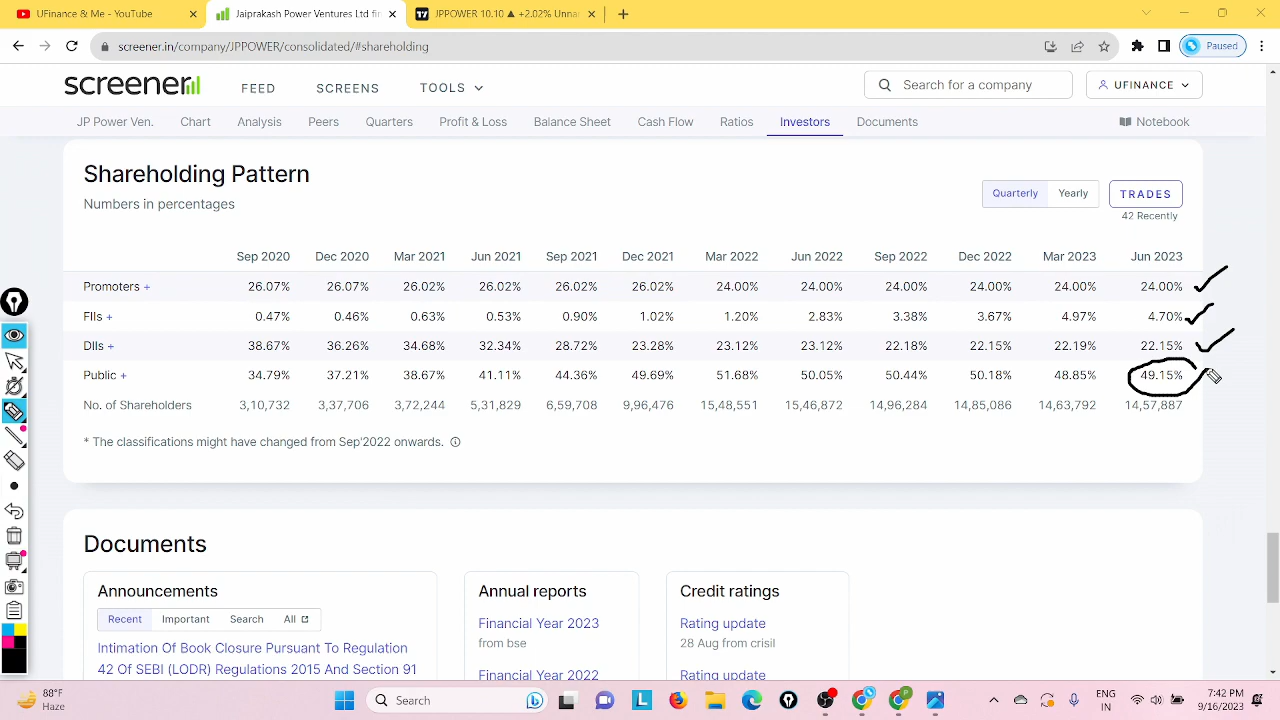 UFinance & Me - YouTube
Jaiprakash Power Ventures Ltd fin
JPPOWER 10.10 ▲ +2.02% Unna
screener.in/company/JPPOWER/consolidated/#shareholding
Paused
screener
FEED
SCREENS
TOOLS
Search for a company
UFINANCE
JP Power Ven. Chart Analysis Peers Quarters Profit & Loss Balance Sheet Cash Flow Ratios Investors Documents
Notebook
Shareholding Pattern
Numbers in percentages
Quarterly Yearly
TRADES
42 Recently
Sep 2020 Dec 2020 Mar 2021 Jun 2021 Sep 2021 Dec 2021 Mar 2022 Jun 2022 Sep 2022 Dec 2022 Mar 2023 Jun 2023
Promoters + 26.07% 26.07% 26.02% 26.02% 26.02% 26.02% 24.00% 24.00% 24.00% 24.00% 24.00% 24.00%
FIIs + 0.47% 0.46% 0.63% 0.53% 0.90% 1.02% 1.20% 2.83% 3.38% 3.67% 4.97% 4.70%
DIIs + 38.67% 36.26% 34.68% 32.34% 28.72% 23.28% 23.12% 23.12% 22.18% 22.15% 22.19% 22.15%
Public + 34.79% 37.21% 38.67% 41.11% 44.36% 49.69% 51.68% 50.05% 50.44% 50.18% 48.85% 49.15%
No. of Shareholders 3,10,732 3,37,706 3,72,244 5,31,829 6,59,708 9,96,476 15,48,551 15,46,872 14,96,284 14,85,086 14,63,792 14,57,887
* The classifications might have changed from Sep'2022 onwards.
Documents
Announcements
Recent Important Search All
Intimation Of Book Closure Pursuant To Regulation
42 Of SEBI (LODR) Regulations 2015 And Section 91
Annual reports
Financial Year 2023
from bse
Financial Year 2022
Credit ratings
Rating update
28 Aug from crisil
Rating update
88°F
Haze
Search
ENG
IN
7:42 PM
9/16/2023